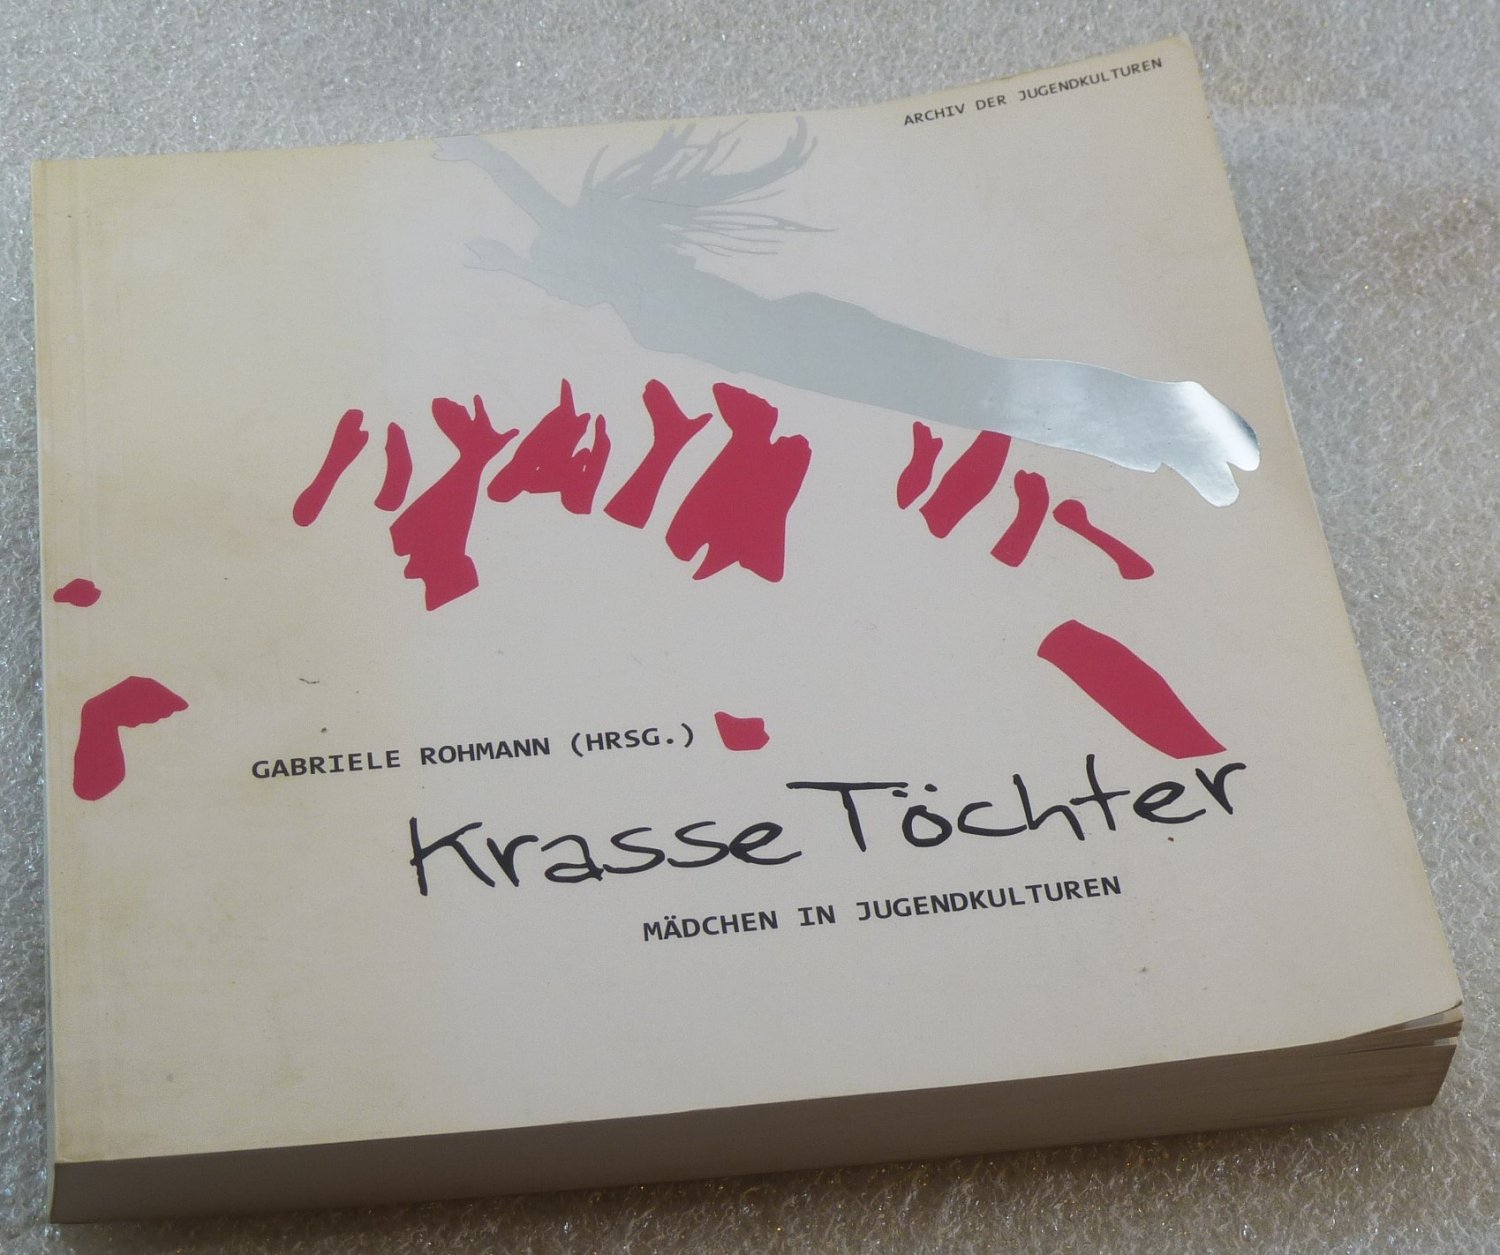 ARCHIV DER JUGENDKULTUREN
GABRIELE ROHMANN (HRSG.)
Krasse Töchter
MÄDCHEN IN JUGENDKULTUREN